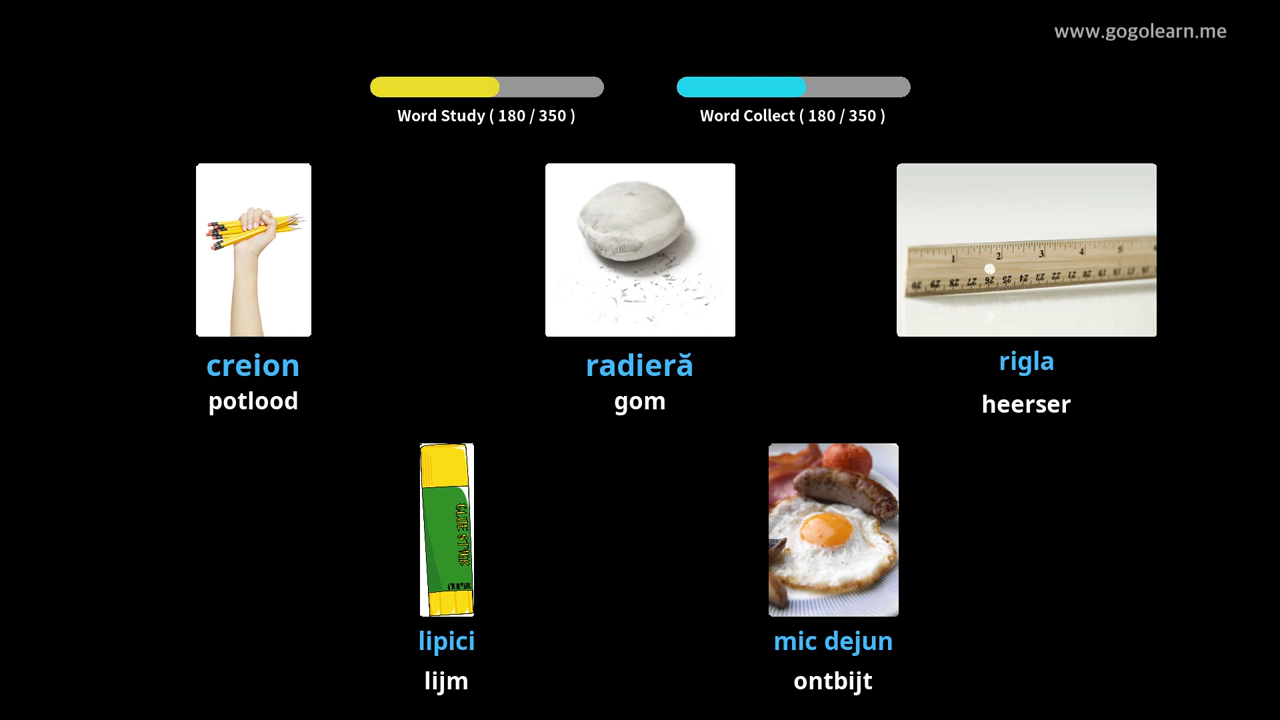 www.gogolearn.me
Word Study ( 180 / 350 )
Word Collect ( 180 / 350 )
creion
potlood
radieră
gom
rigla
heerser
lipici
lijm
mic dejun
ontbijt